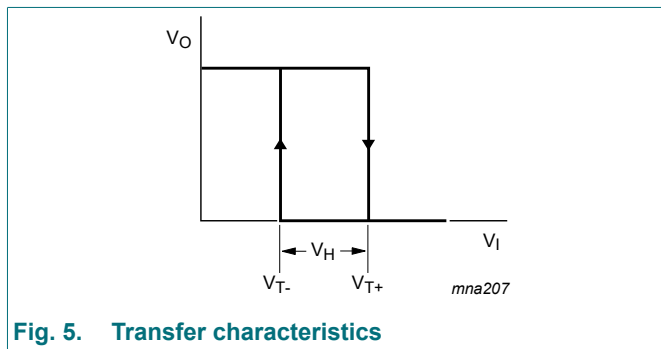 VO
VH
VI
VT-
VT+
mna207
Fig. 5. Transfer characteristics